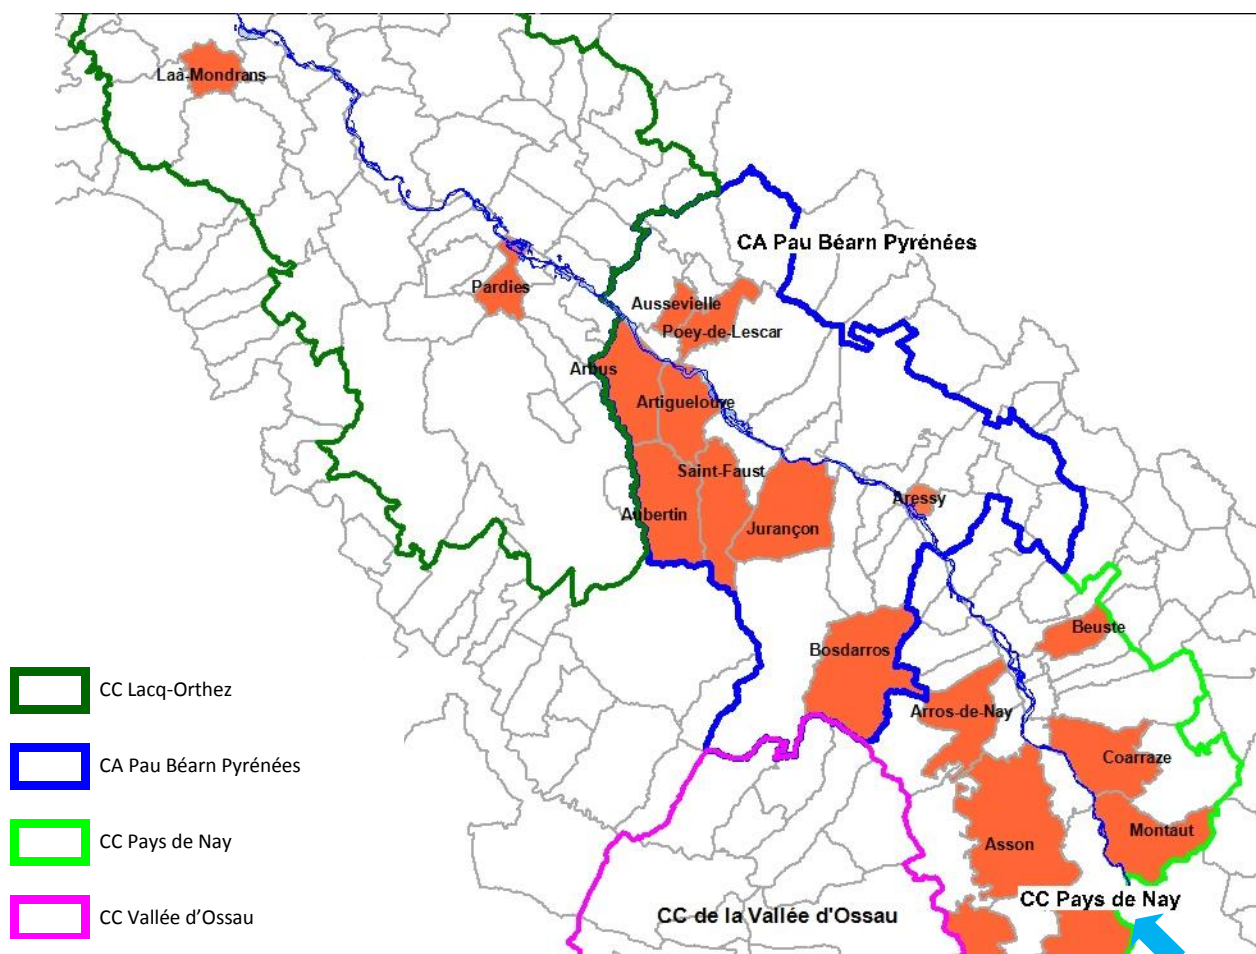 Laà-Mondrans
CA Pau Béarn Pyrénées
Pardies
Aussevielle
Poey-de-Lescar
Arbus
Artiguelouve
Saint-Faust
Aressy
Aubertin
Jurançon
Beuste
Bosdarros
Arros-de-Nay
Coarraze
Montaut
Asson
CC Pays de Nay
CC de la Vallée d'Ossau
CC Lacq-Orthez
CA Pau Béarn Pyrénées
CC Pays de Nay
CC Vallée d’Ossau